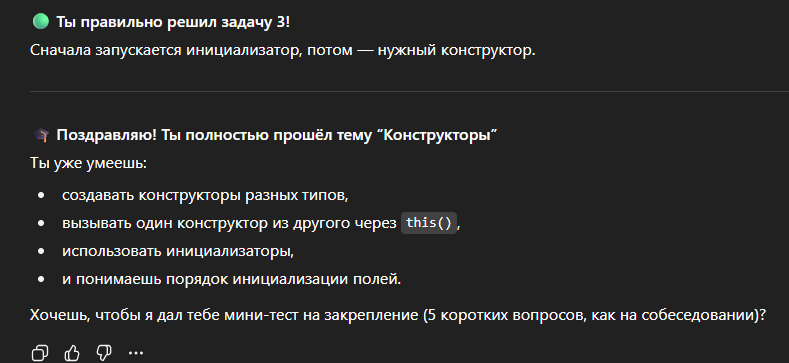 Ты правильно решил задачу 3!
Сначала запускается инициализатор, потом — нужный конструктор.
Поздравляю! Ты полностью прошёл тему “Конструкторы”
Ты уже умеешь:
• создавать конструкторы разных типов,
• вызывать один конструктор из другого через this(),
• использовать инициализаторы,
• и понимаешь порядок инициализации полей.
Хочешь, чтобы я дал тебе мини-тест на закрепление (5 коротких вопросов, как на собеседовании)?